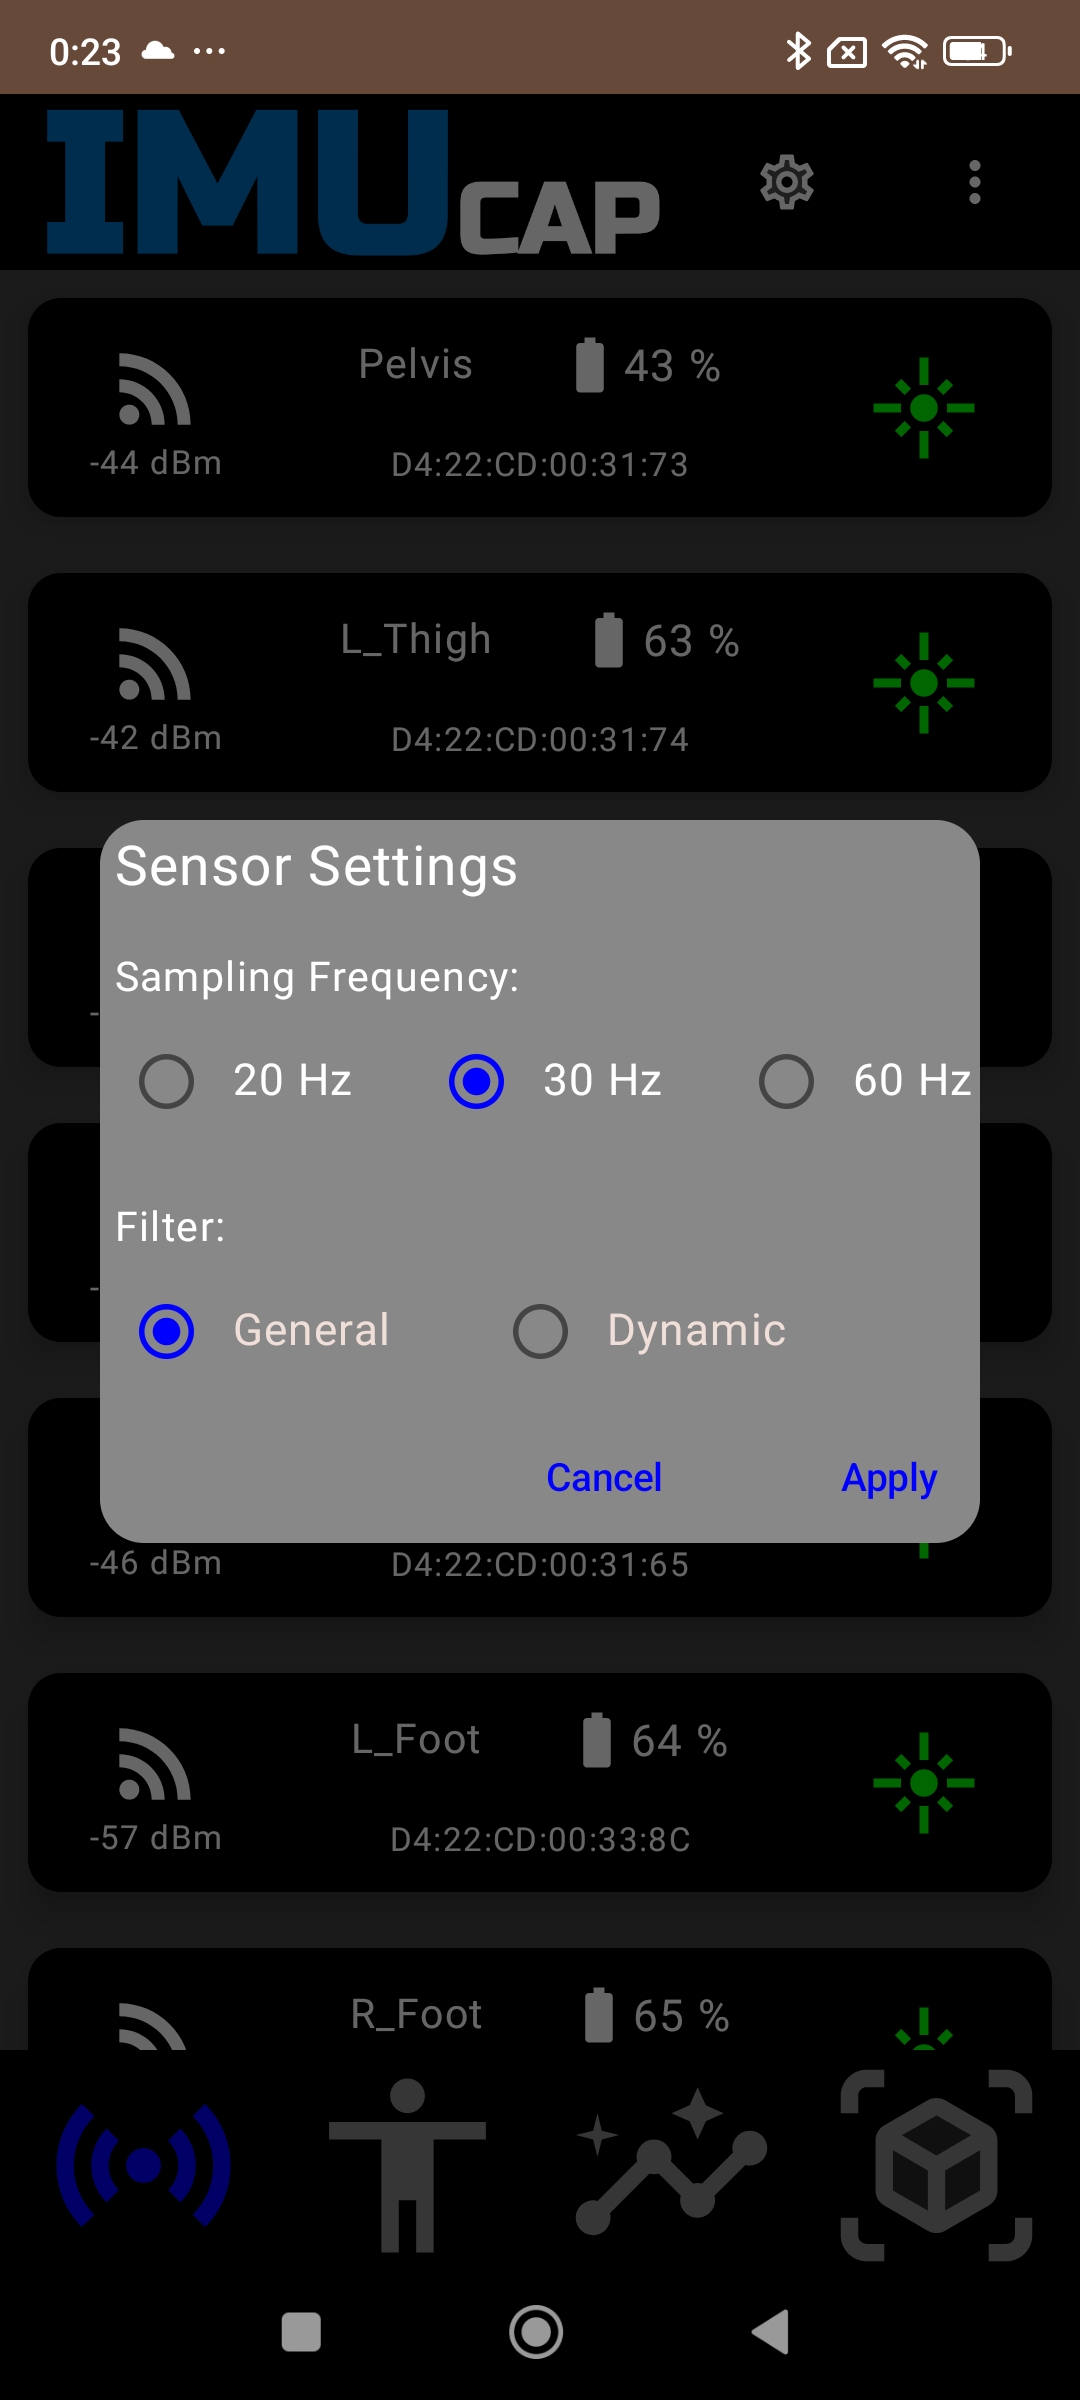 0:23
IMUCAP
Pelvis 43 %
-44 dBm D4:22:CD:00:31:73
L_Thigh 63 %
-42 dBm D4:22:CD:00:31:74
Sensor Settings
Sampling Frequency:
20 Hz 30 Hz 60 Hz
Filter:
General Dynamic
Cancel Apply
-46 dBm D4:22:CD:00:31:65
L_Foot 64 %
-57 dBm D4:22:CD:00:33:8C
R_Foot 65 %